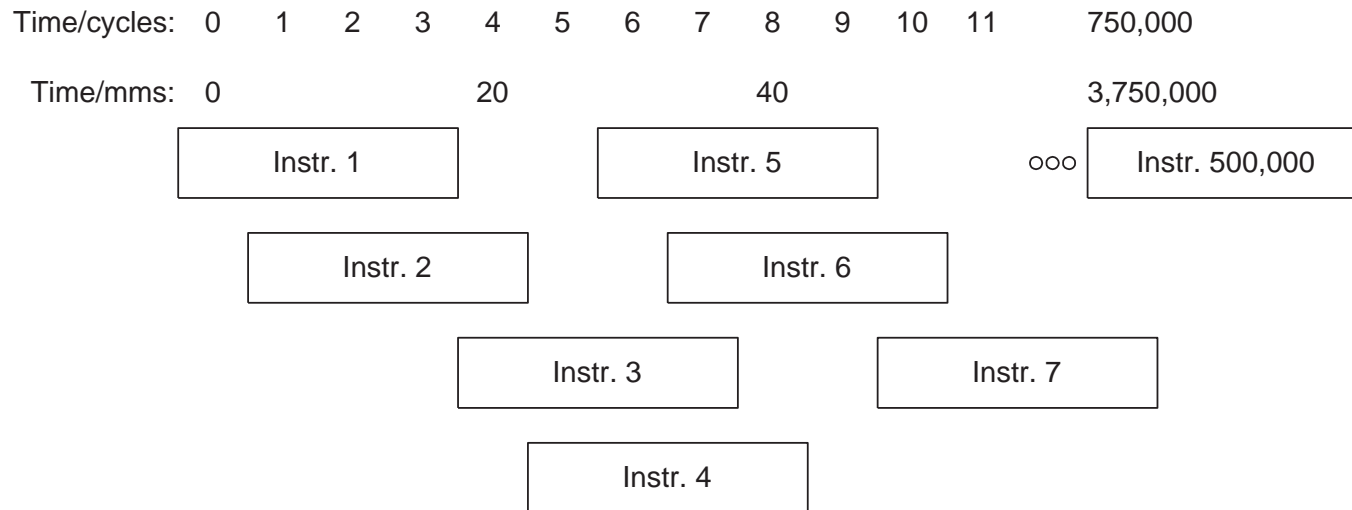 Time/cycles: 0 1 2 3 4 5 6 7 8 9 10 11 750,000
Time/mms: 0 20 40 3,750,000
Instr. 1 Instr. 5 ooo Instr. 500,000
Instr. 2 Instr. 6
Instr. 3 Instr. 7
Instr. 4